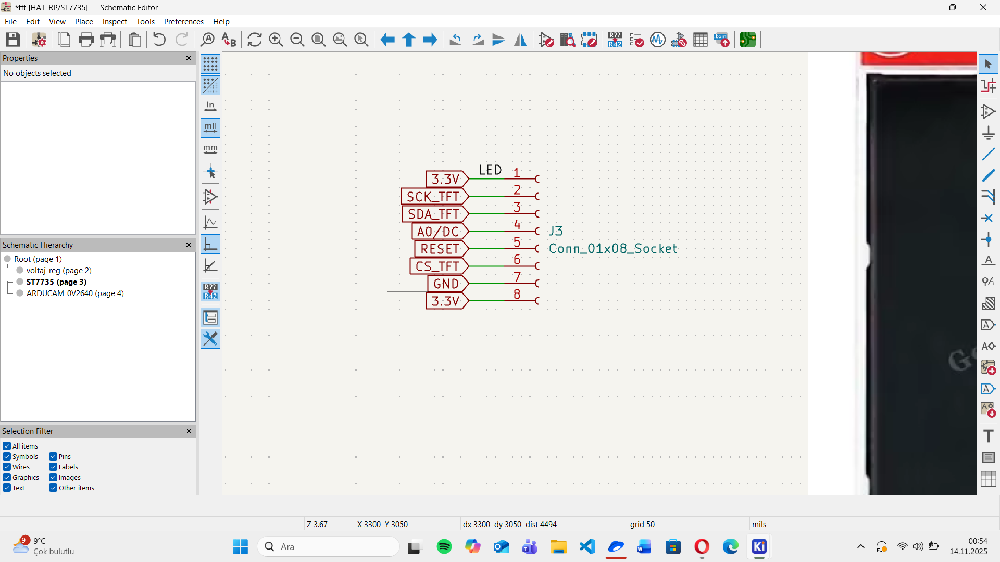 *tft [HAT_RP/ST7735] — Schematic Editor
File Edit View Place Inspect Tools Preferences Help
Properties
No objects selected
in
mil
mm
R??
R42
Schematic Hierarchy
Root (page 1)
voltaj_reg (page 2)
ST7735 (page 3)
ARDUCAM_0V2640 (page 4)
Selection Filter
All items
Symbols Pins
Wires Labels
Graphics Images
Text Other items
R??
R42
bom
LED
3.3V 1
SCK_TFT 2
SDA_TFT 3
A0/DC 4
RESET 5
CS_TFT 6
GND 7
3.3V 8
J3
Conn_01x08_Socket
Z 3.67 X 3300 Y 3050 dx 3300 dy 3050 dist 4494 grid 50 mils
9+
9°C
Çok bulutlu
Ara
Ki
00:54
14.11.2025